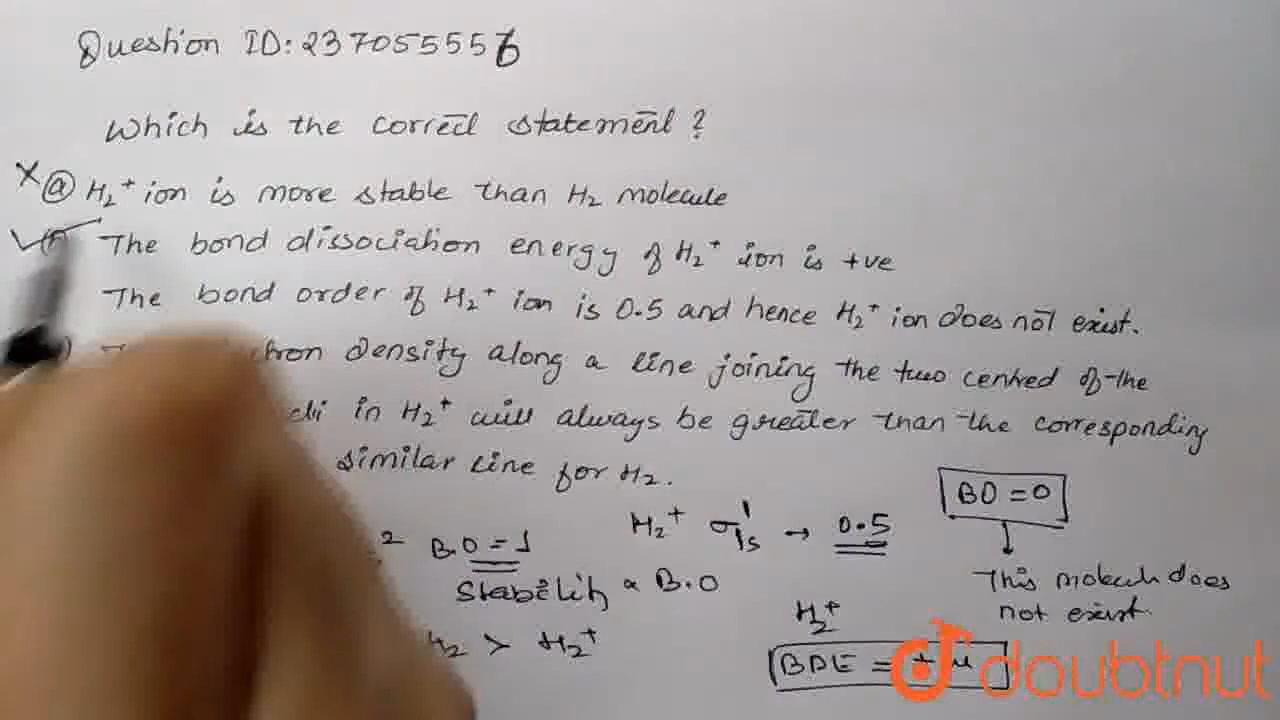 Question ID: 237055556
Which is the correct statement?
X (a) H₂⁺ ion is more stable than H₂ molecule
The bond dissociation energy of H₂⁺ ion is +ve
The bond order of H₂⁺ ion is 0.5 and hence H₂⁺ ion does not exist.
density along a line joining the two centred of the
in H₂⁺ will always be greater than the corresponding
similar line for H₂.
BO = 0
2 B.O = 1
H₂⁺ σ1s¹ → 0.5
This molecule does
not exist.
Stability ∝ B.O
H₂ > H₂⁺
H₂⁺
BDE = +
doubtnut